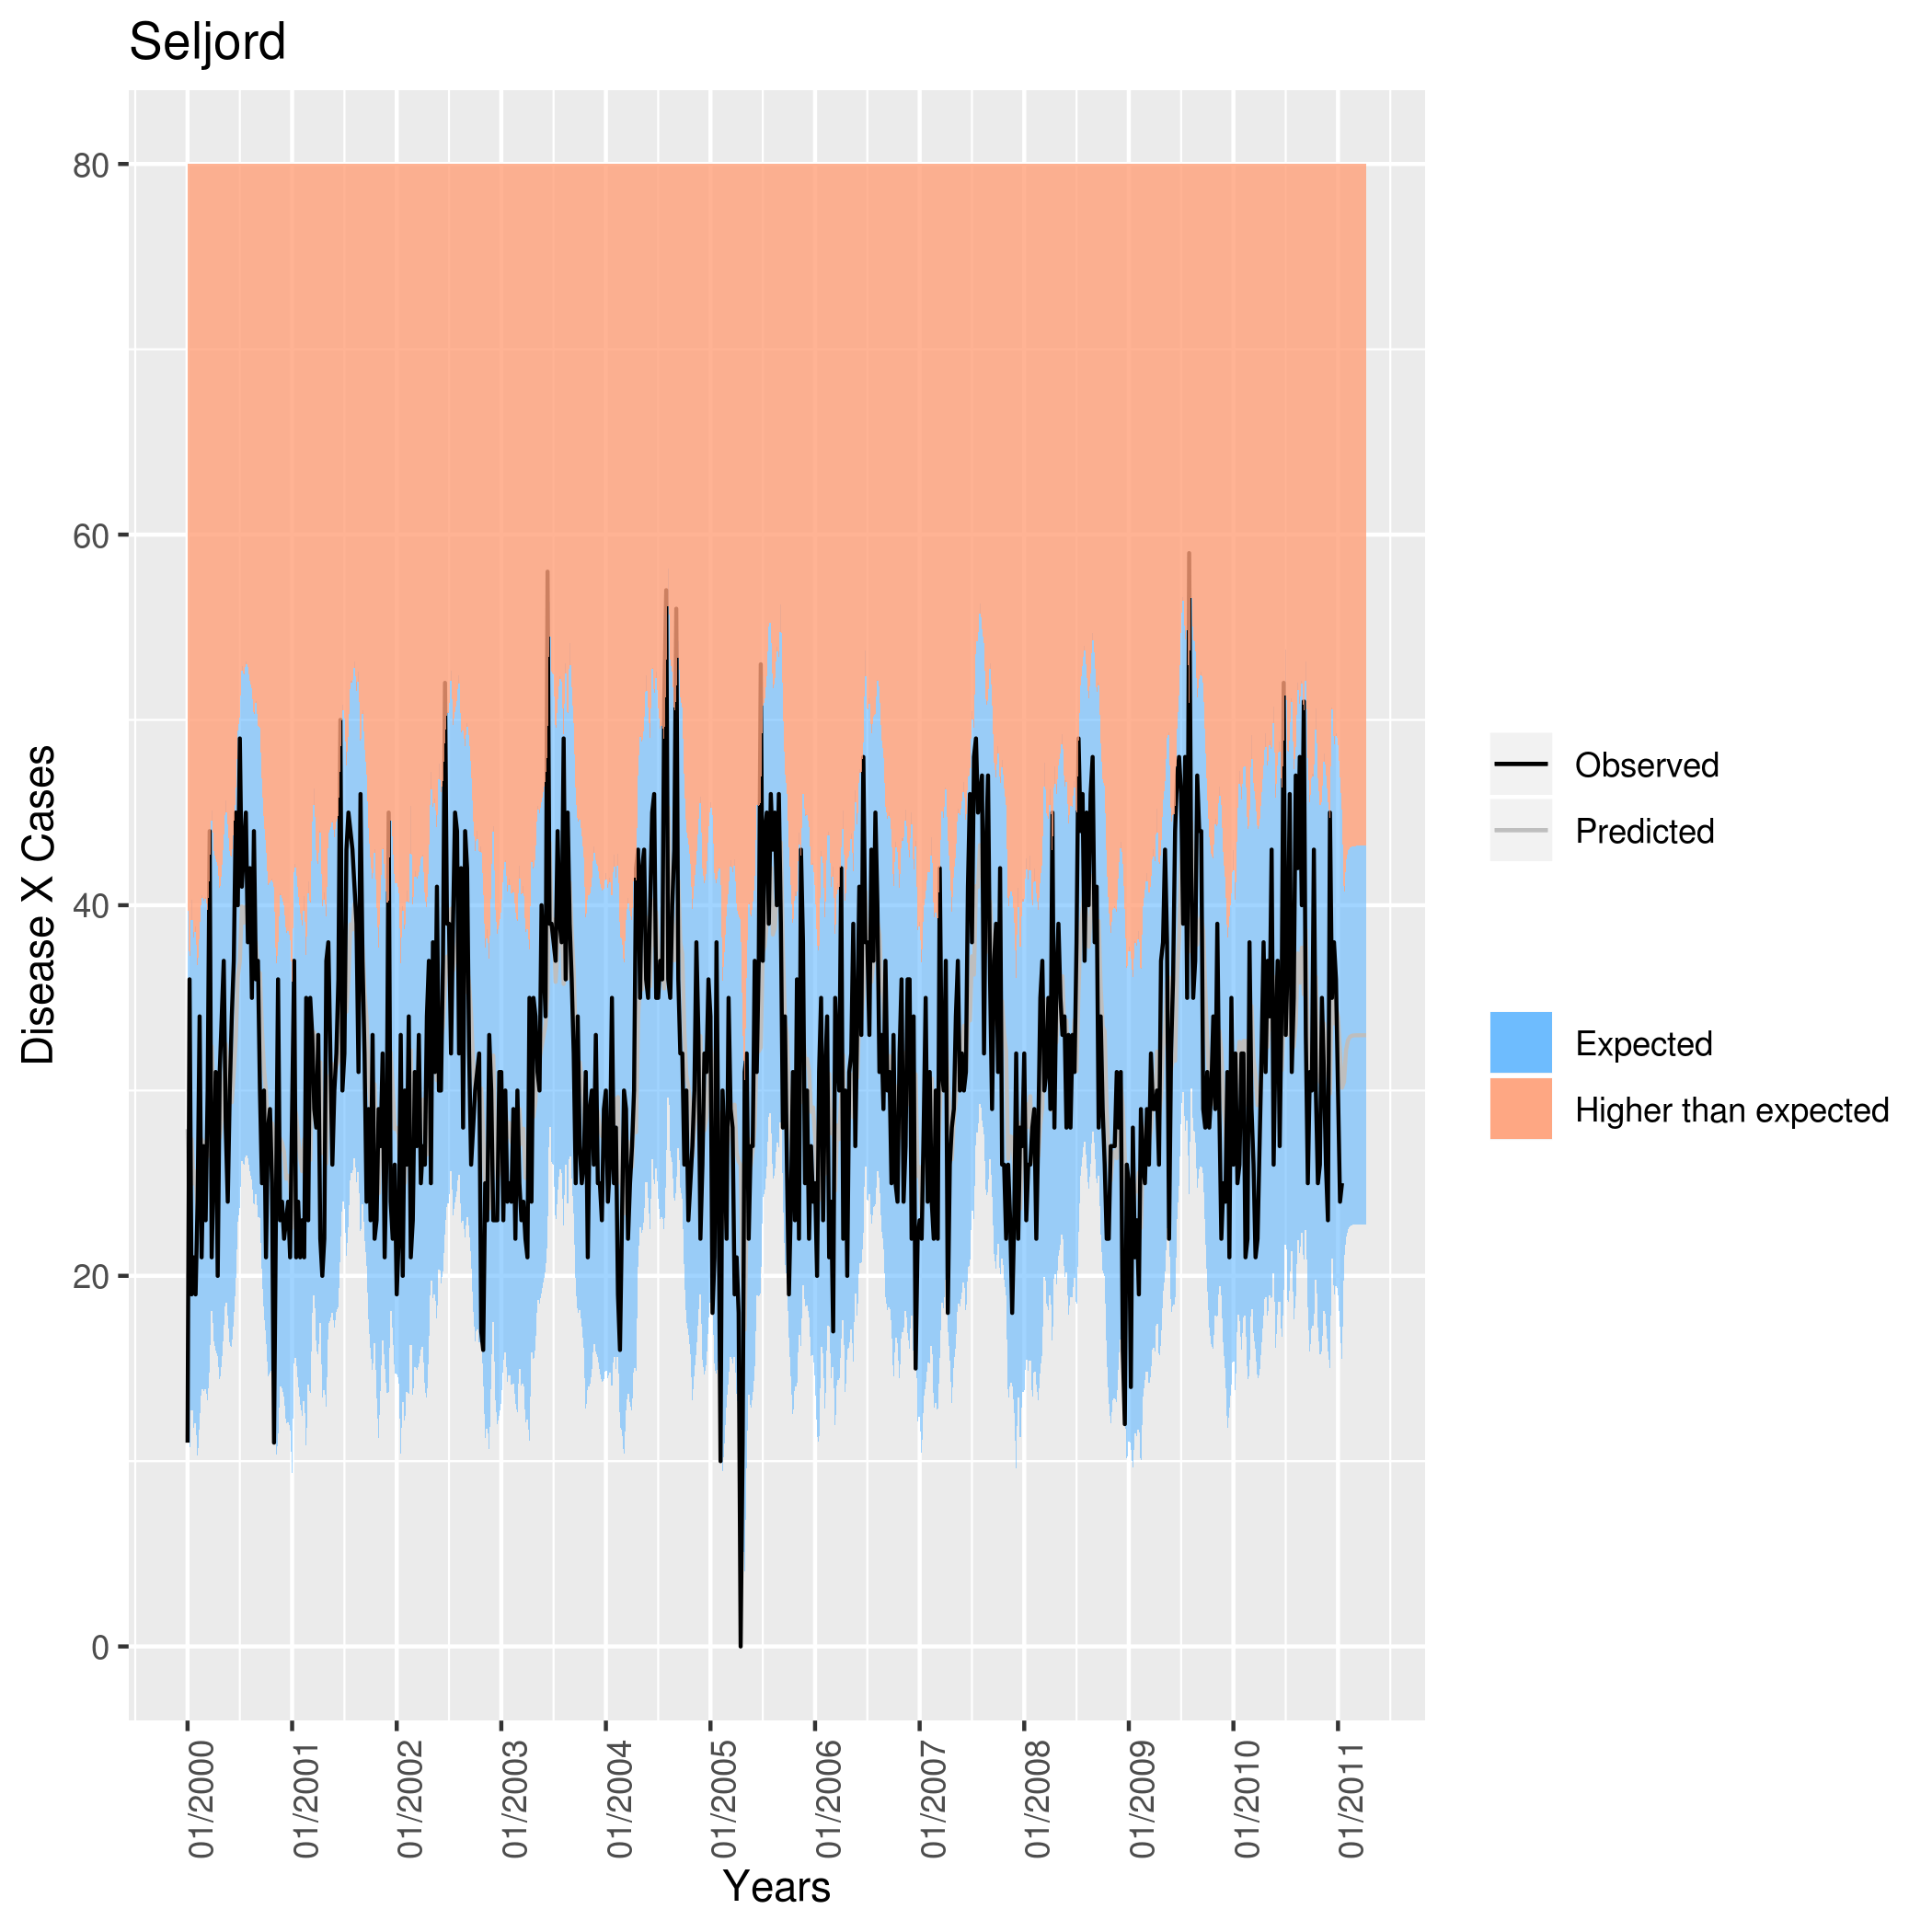 Seljord
Disease X Cases
80
60
40
20
0
01/2000
01/2001
01/2002
01/2003
01/2004
01/2005
01/2006
01/2007
01/2008
01/2009
01/2010
01/2011
Years
Observed
Predicted
Expected
Higher than expected